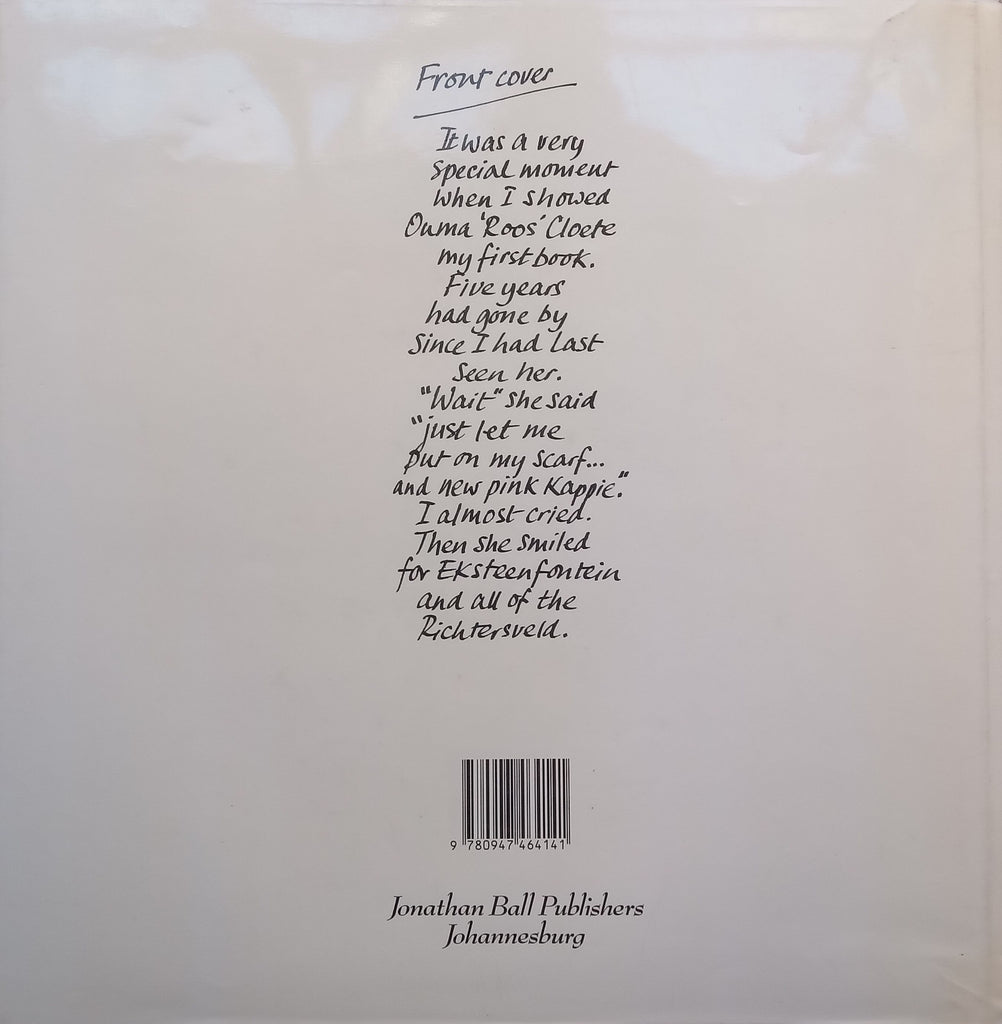 Front cover
It was a very
special moment
when I showed
Ouma 'Roos' Cloete
my first book.
Five years
had gone by
since I had last
seen her.
"Wait" she said
"just let me
put on my scarf...
and new pink Kappie."
I almost cried.
Then she smiled
for Eksteenfontein
and all of the
Richtersveld.
9 780947 464141
Jonathan Ball Publishers
Johannesburg